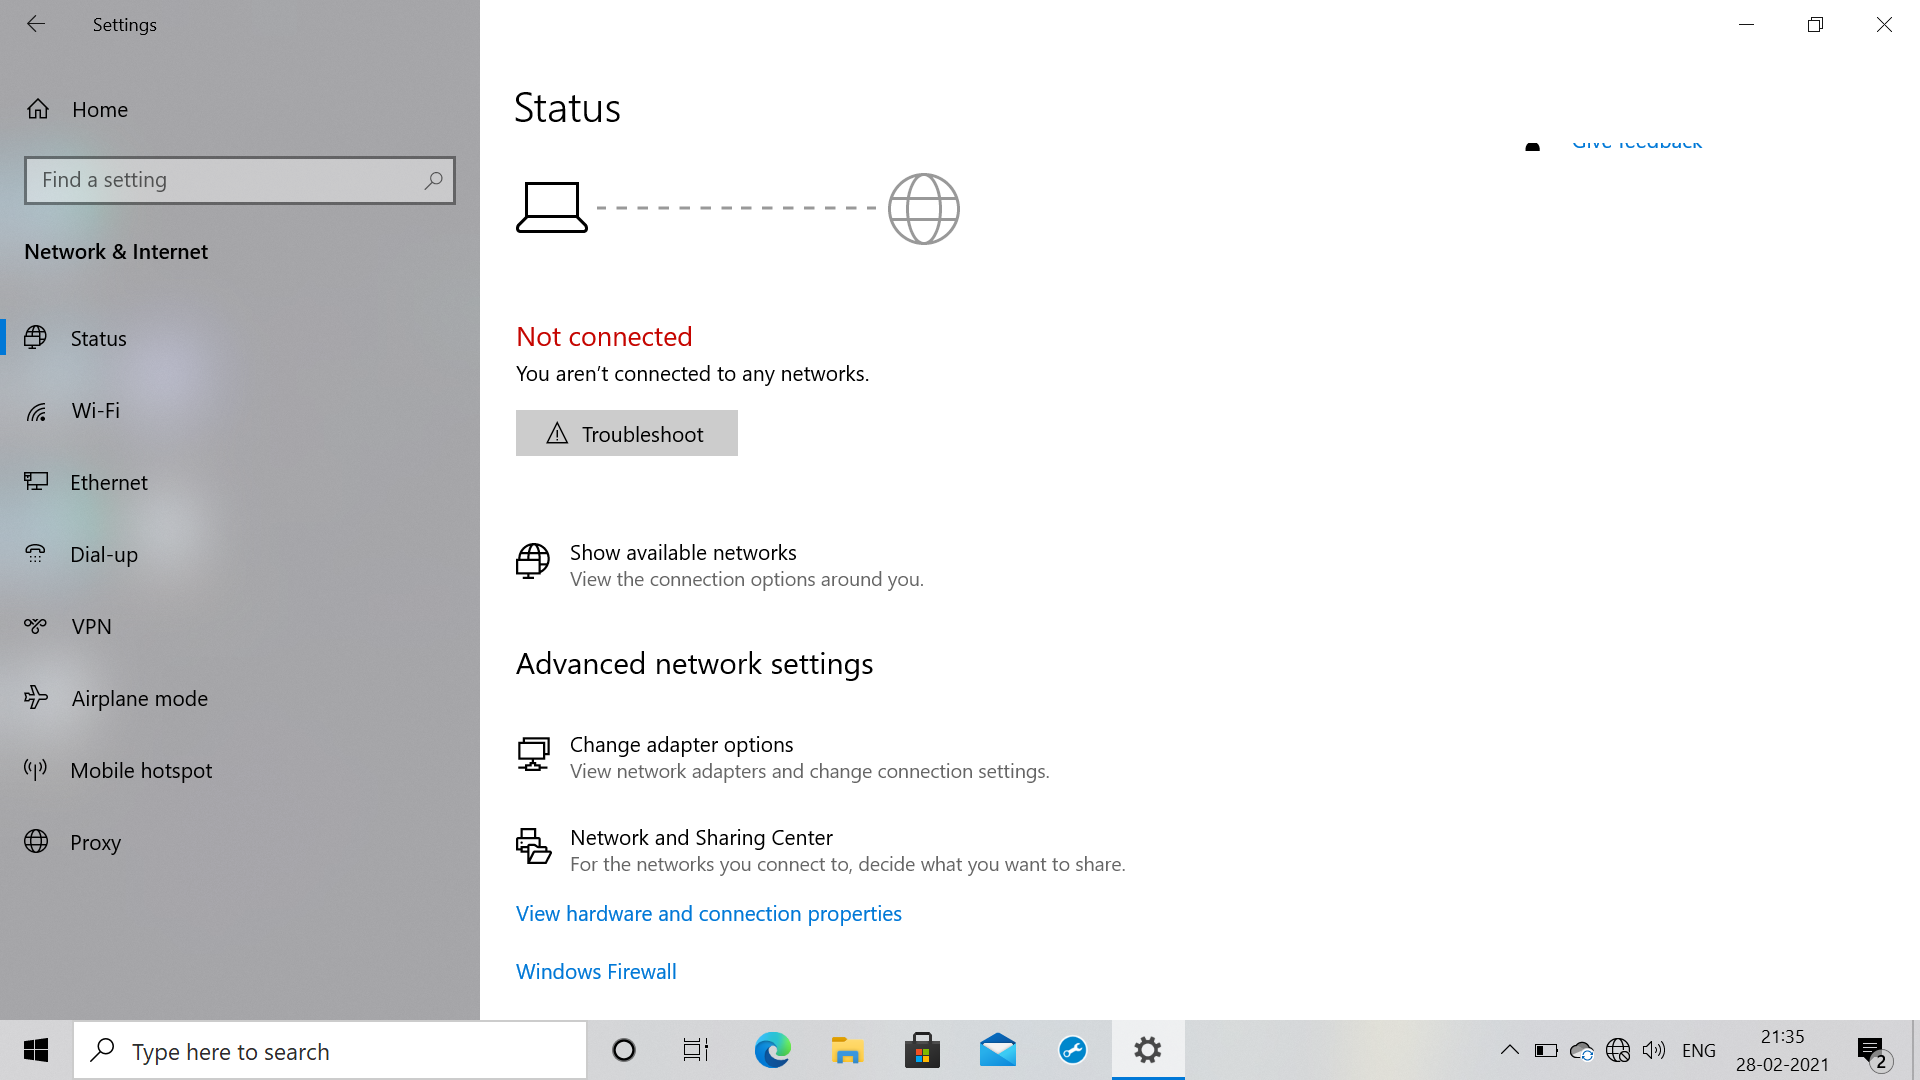 Settings
Home
Find a setting
Network & Internet
Status
Wi-Fi
Ethernet
Dial-up
VPN
Airplane mode
Mobile hotspot
Proxy
Status
Give feedback
Not connected
You aren't connected to any networks.
Troubleshoot
Show available networks
View the connection options around you.
Advanced network settings
Change adapter options
View network adapters and change connection settings.
Network and Sharing Center
For the networks you connect to, decide what you want to share.
View hardware and connection properties
Windows Firewall
Type here to search
ENG
21:35
28-02-2021
2